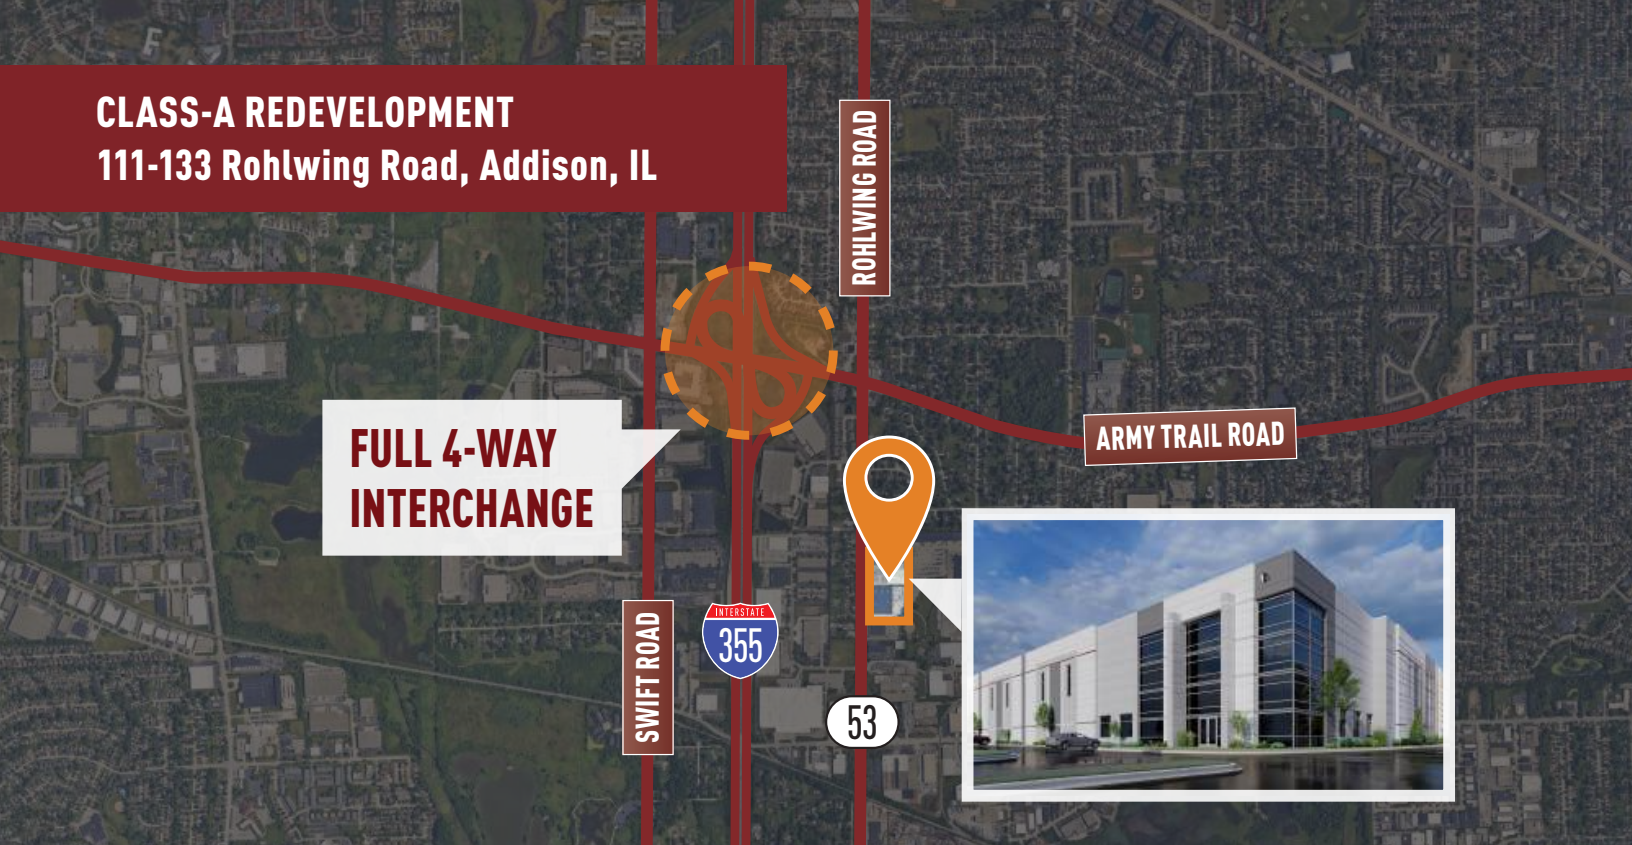 CLASS-A REDEVELOPMENT
111-133 Rohlwing Road, Addison, IL
ROHLWING ROAD
FULL 4-WAY
INTERCHANGE
ARMY TRAIL ROAD
SWIFT ROAD
INTERSTATE
355
53